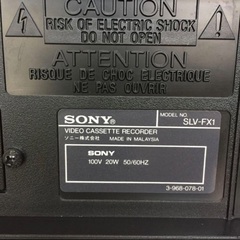 CAUTION
RISK OF ELECTRIC SHOCK
DO NOT OPEN
ATTENTION
RISQUE DE CHOC ELECTRIQUE
NE PAS OUVRIR
SONY®
MODEL NO. SLV-FX1
VIDEO CASSETTE RECORDER
ソニー株式会社 MADE IN MALAYSIA
SONY
100V 20W 50/60HZ
3-968-078-01